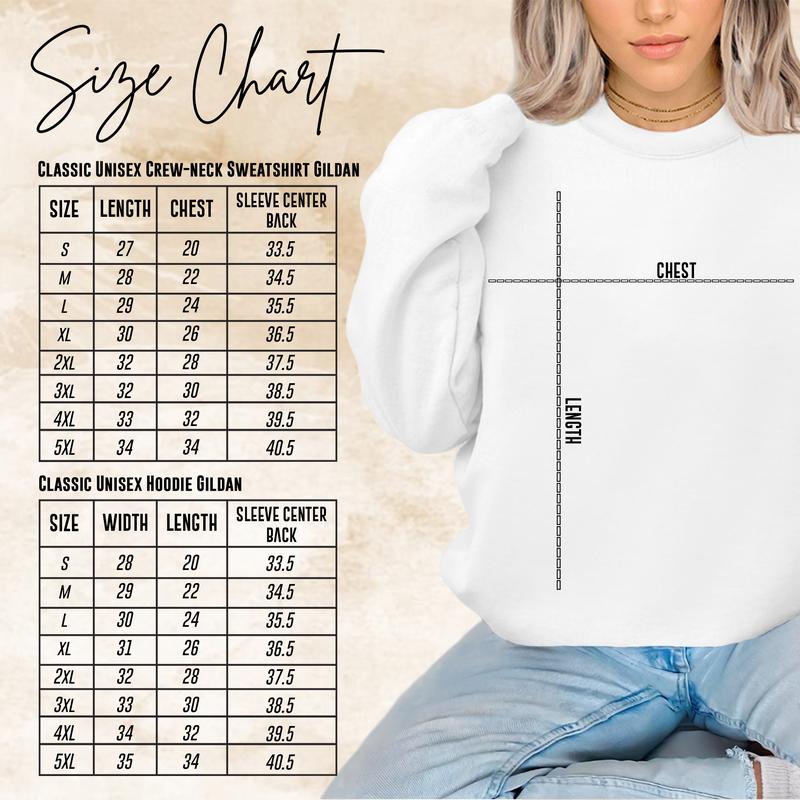 Size Chart
Classic Unisex Crew-neck Sweatshirt Gildan
SIZE LENGTH CHEST SLEEVE CENTER BACK
S 27 20 33.5
M 28 22 34.5
L 29 24 35.5
XL 30 26 36.5
2XL 32 28 37.5
3XL 32 30 38.5
4XL 33 32 39.5
5XL 34 34 40.5
Classic Unisex Hoodie Gildan
SIZE WIDTH LENGTH SLEEVE CENTER BACK
S 28 20 33.5
M 29 22 34.5
L 30 24 35.5
XL 31 26 36.5
2XL 32 28 37.5
3XL 33 30 38.5
4XL 34 32 39.5
5XL 35 34 40.5
CHEST
LENGTH